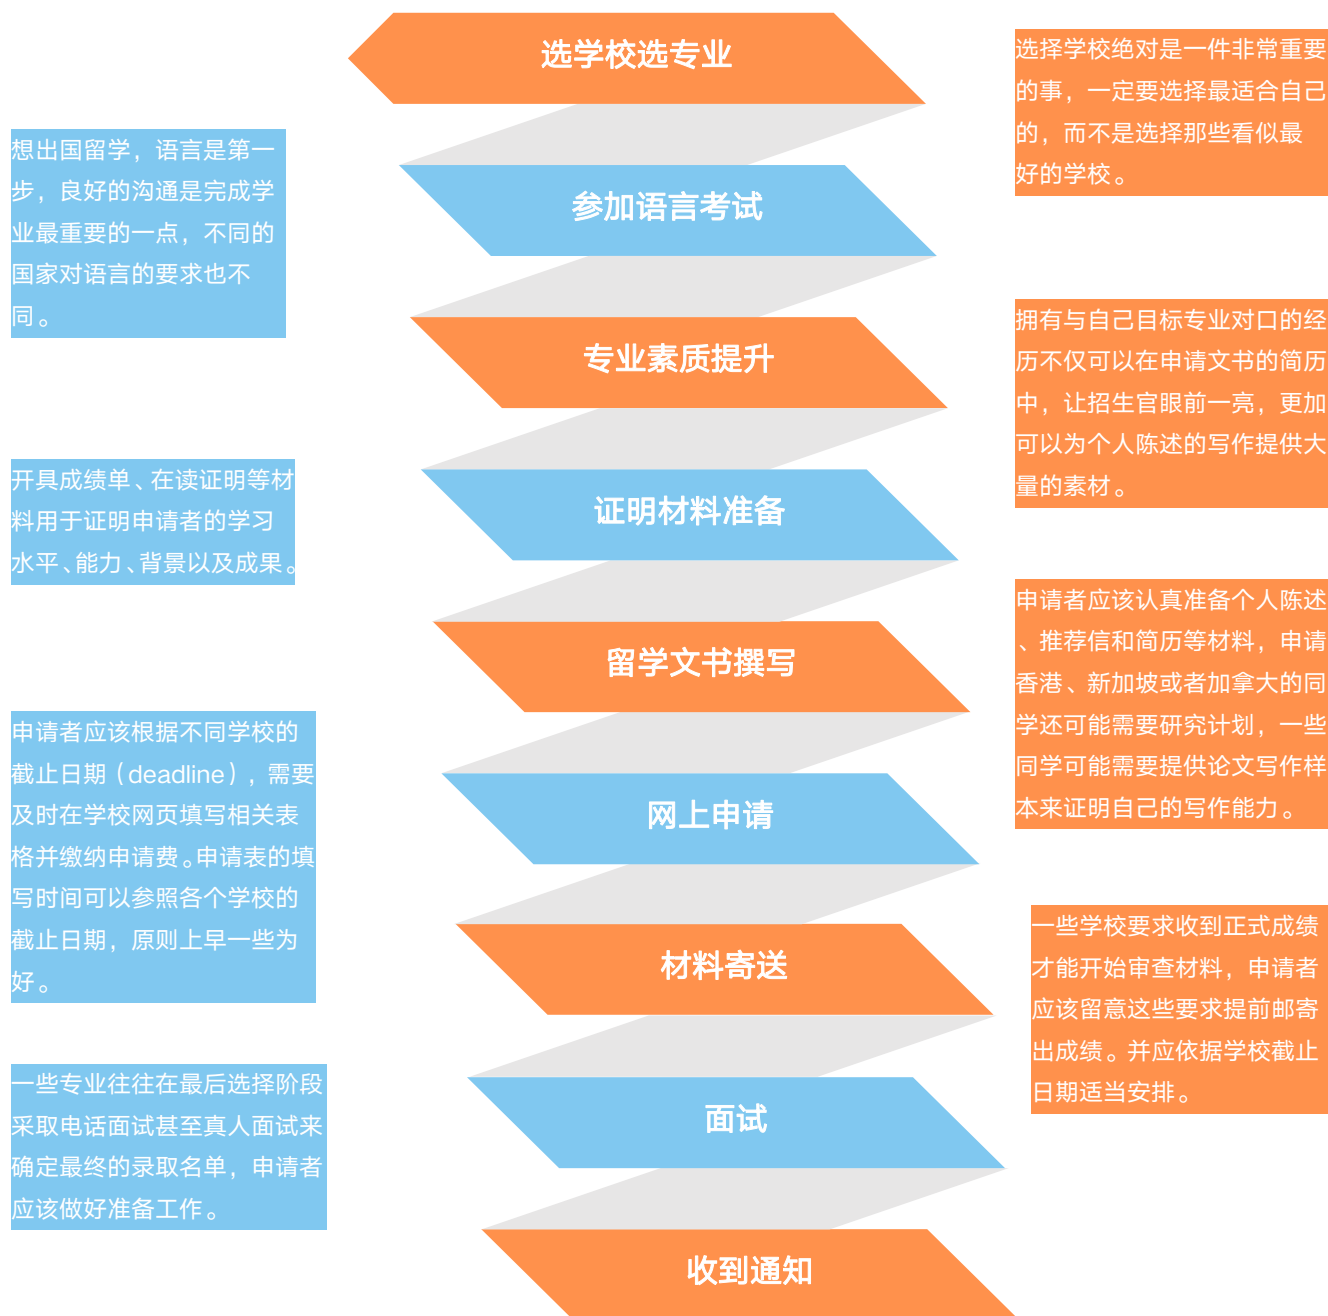 选学校选专业
选择学校绝对是一件非常重要
的事，一定要选择最适合自己
的，而不是选择那些看似最
好的学校。
想出国留学，语言是第一
步，良好的沟通是完成学
业最重要的一点，不同的
国家对语言的要求也不
同。
参加语言考试
专业素质提升
拥有与自己目标专业对口的经
历不仅可以在申请文书的简历
中，让招生官眼前一亮，更加
可以为个人陈述的写作提供大
量的素材。
开具成绩单、在读证明等材
料用于证明申请者的学习
水平、能力、背景以及成果。
证明材料准备
留学文书撰写
申请者应该认真准备个人陈述
、推荐信和简历等材料，申请
香港、新加坡或者加拿大的同
学还可能需要研究计划，一些
同学可能需要提供论文写作样
本来证明自己的写作能力。
申请者应该根据不同学校的
截止日期（deadline），需要
及时在学校网页填写相关表
格并缴纳申请费。申请表的填
写时间可以参照各个学校的
截止日期，原则上早一些为
好。
网上申请
材料寄送
一些学校要求收到正式成绩
才能开始审查材料，申请者
应该留意这些要求提前邮寄
出成绩。并应依据学校截止
日期适当安排。
一些专业往往在最后选择阶段
采取电话面试甚至真人面试来
确定最终的录取名单，申请者
应该做好准备工作。
面试
收到通知